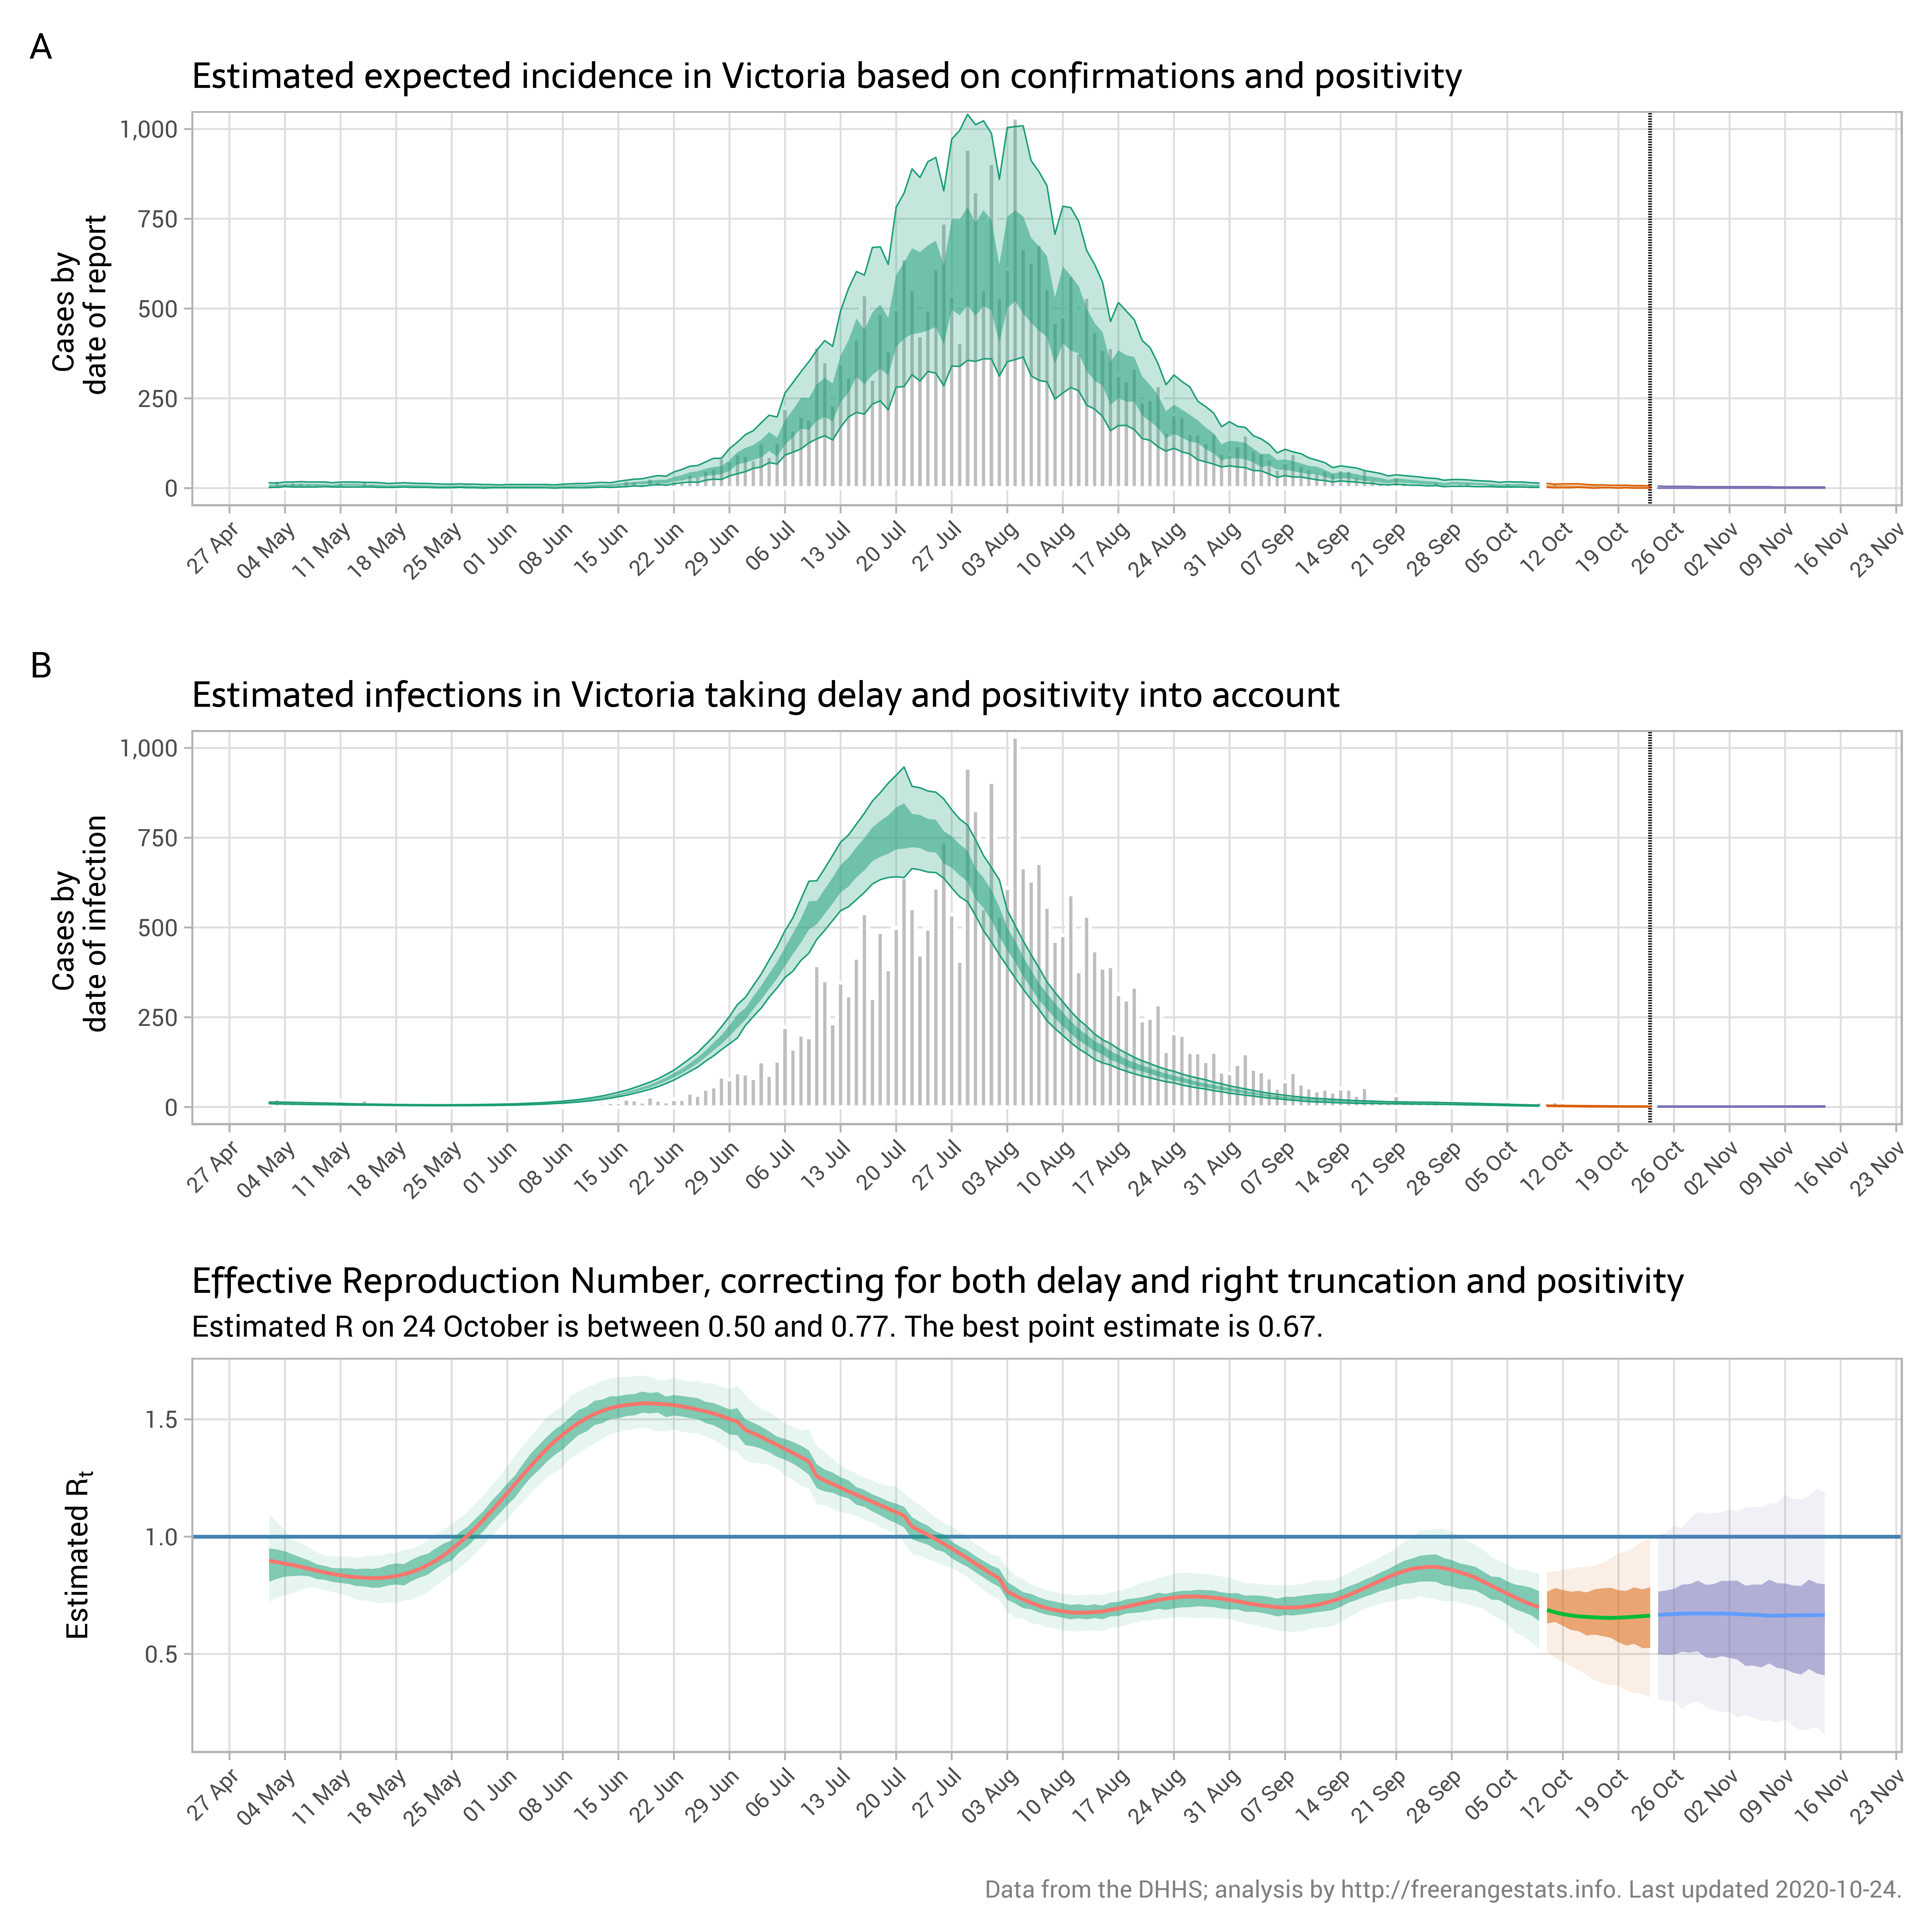 A
Estimated expected incidence in Victoria based on confirmations and positivity
Cases by
date of report
1,000
750
500
250
0
27 Apr
04 May
11 May
18 May
25 May
01 Jun
08 Jun
15 Jun
22 Jun
29 Jun
06 Jul
13 Jul
20 Jul
27 Jul
03 Aug
10 Aug
17 Aug
24 Aug
31 Aug
07 Sep
14 Sep
21 Sep
28 Sep
05 Oct
12 Oct
19 Oct
26 Oct
02 Nov
09 Nov
16 Nov
23 Nov
B
Estimated infections in Victoria taking delay and positivity into account
Cases by
date of infection
1,000
750
500
250
0
27 Apr
04 May
11 May
18 May
25 May
01 Jun
08 Jun
15 Jun
22 Jun
29 Jun
06 Jul
13 Jul
20 Jul
27 Jul
03 Aug
10 Aug
17 Aug
24 Aug
31 Aug
07 Sep
14 Sep
21 Sep
28 Sep
05 Oct
12 Oct
19 Oct
26 Oct
02 Nov
09 Nov
16 Nov
23 Nov
Effective Reproduction Number, correcting for both delay and right truncation and positivity
Estimated R on 24 October is between 0.50 and 0.77. The best point estimate is 0.67.
Estimated Rt
1.5
1.0
0.5
27 Apr
04 May
11 May
18 May
25 May
01 Jun
08 Jun
15 Jun
22 Jun
29 Jun
06 Jul
13 Jul
20 Jul
27 Jul
03 Aug
10 Aug
17 Aug
24 Aug
31 Aug
07 Sep
14 Sep
21 Sep
28 Sep
05 Oct
12 Oct
19 Oct
26 Oct
02 Nov
09 Nov
16 Nov
23 Nov
Data from the DHHS; analysis by http://freerangestats.info. Last updated 2020-10-24.